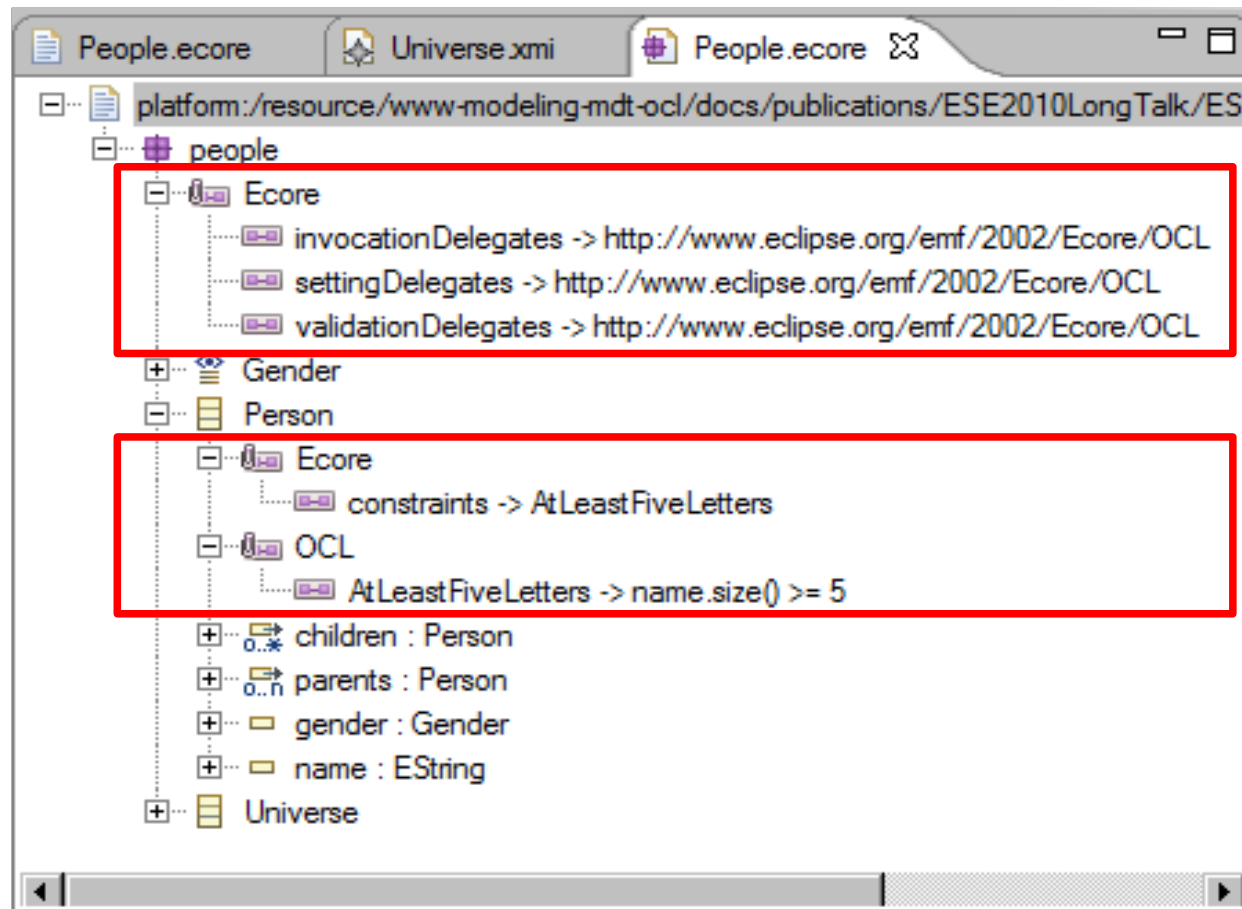 People.ecore Universe.xmi People.ecore
platform:/resource/www-modeling-mdt-ocl/docs/publications/ESE2010LongTalk/ES
people
Ecore
invocationDelegates -> http://www.eclipse.org/emf/2002/Ecore/OCL
settingDelegates -> http://www.eclipse.org/emf/2002/Ecore/OCL
validationDelegates -> http://www.eclipse.org/emf/2002/Ecore/OCL
Gender
Person
Ecore
constraints -> AtLeastFiveLetters
OCL
AtLeastFiveLetters -> name.size() >= 5
0..* children : Person
0..n parents : Person
gender : Gender
name : EString
Universe